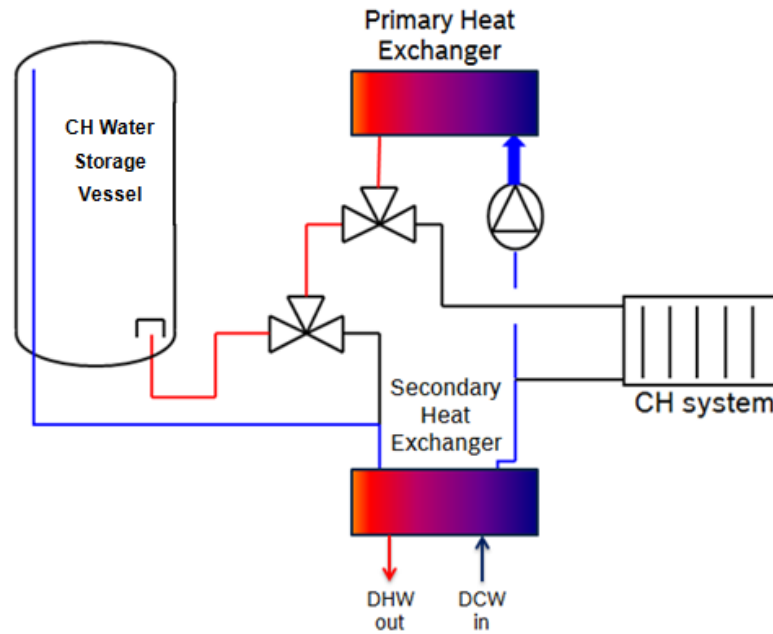 Primary Heat
Exchanger
CH Water
Storage
Vessel
Secondary
Heat
Exchanger
CH system
DHW
out
DCW
in